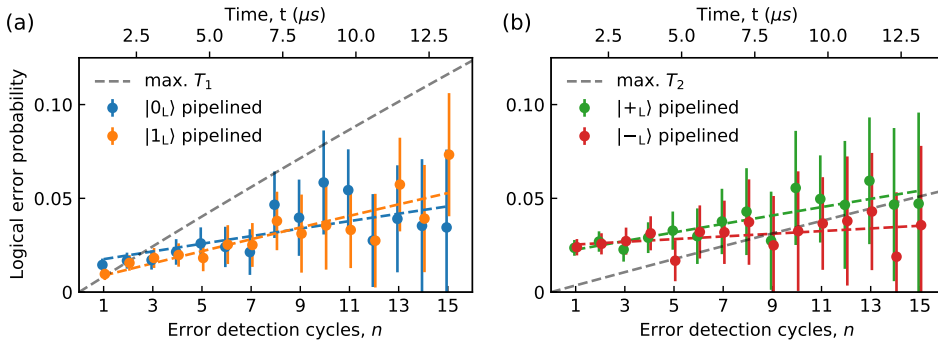 (a)
Time, t (μs)
2.5 5.0 7.5 10.0 12.5
Logical error probability
0.10
0.05
0
max. T₁
|0L⟩ pipelined
|1L⟩ pipelined
1 3 5 7 9 11 13 15
Error detection cycles, n
(b)
Time, t (μs)
2.5 5.0 7.5 10.0 12.5
0.10
0.05
0
max. T₂
|+L⟩ pipelined
|−L⟩ pipelined
1 3 5 7 9 11 13 15
Error detection cycles, n